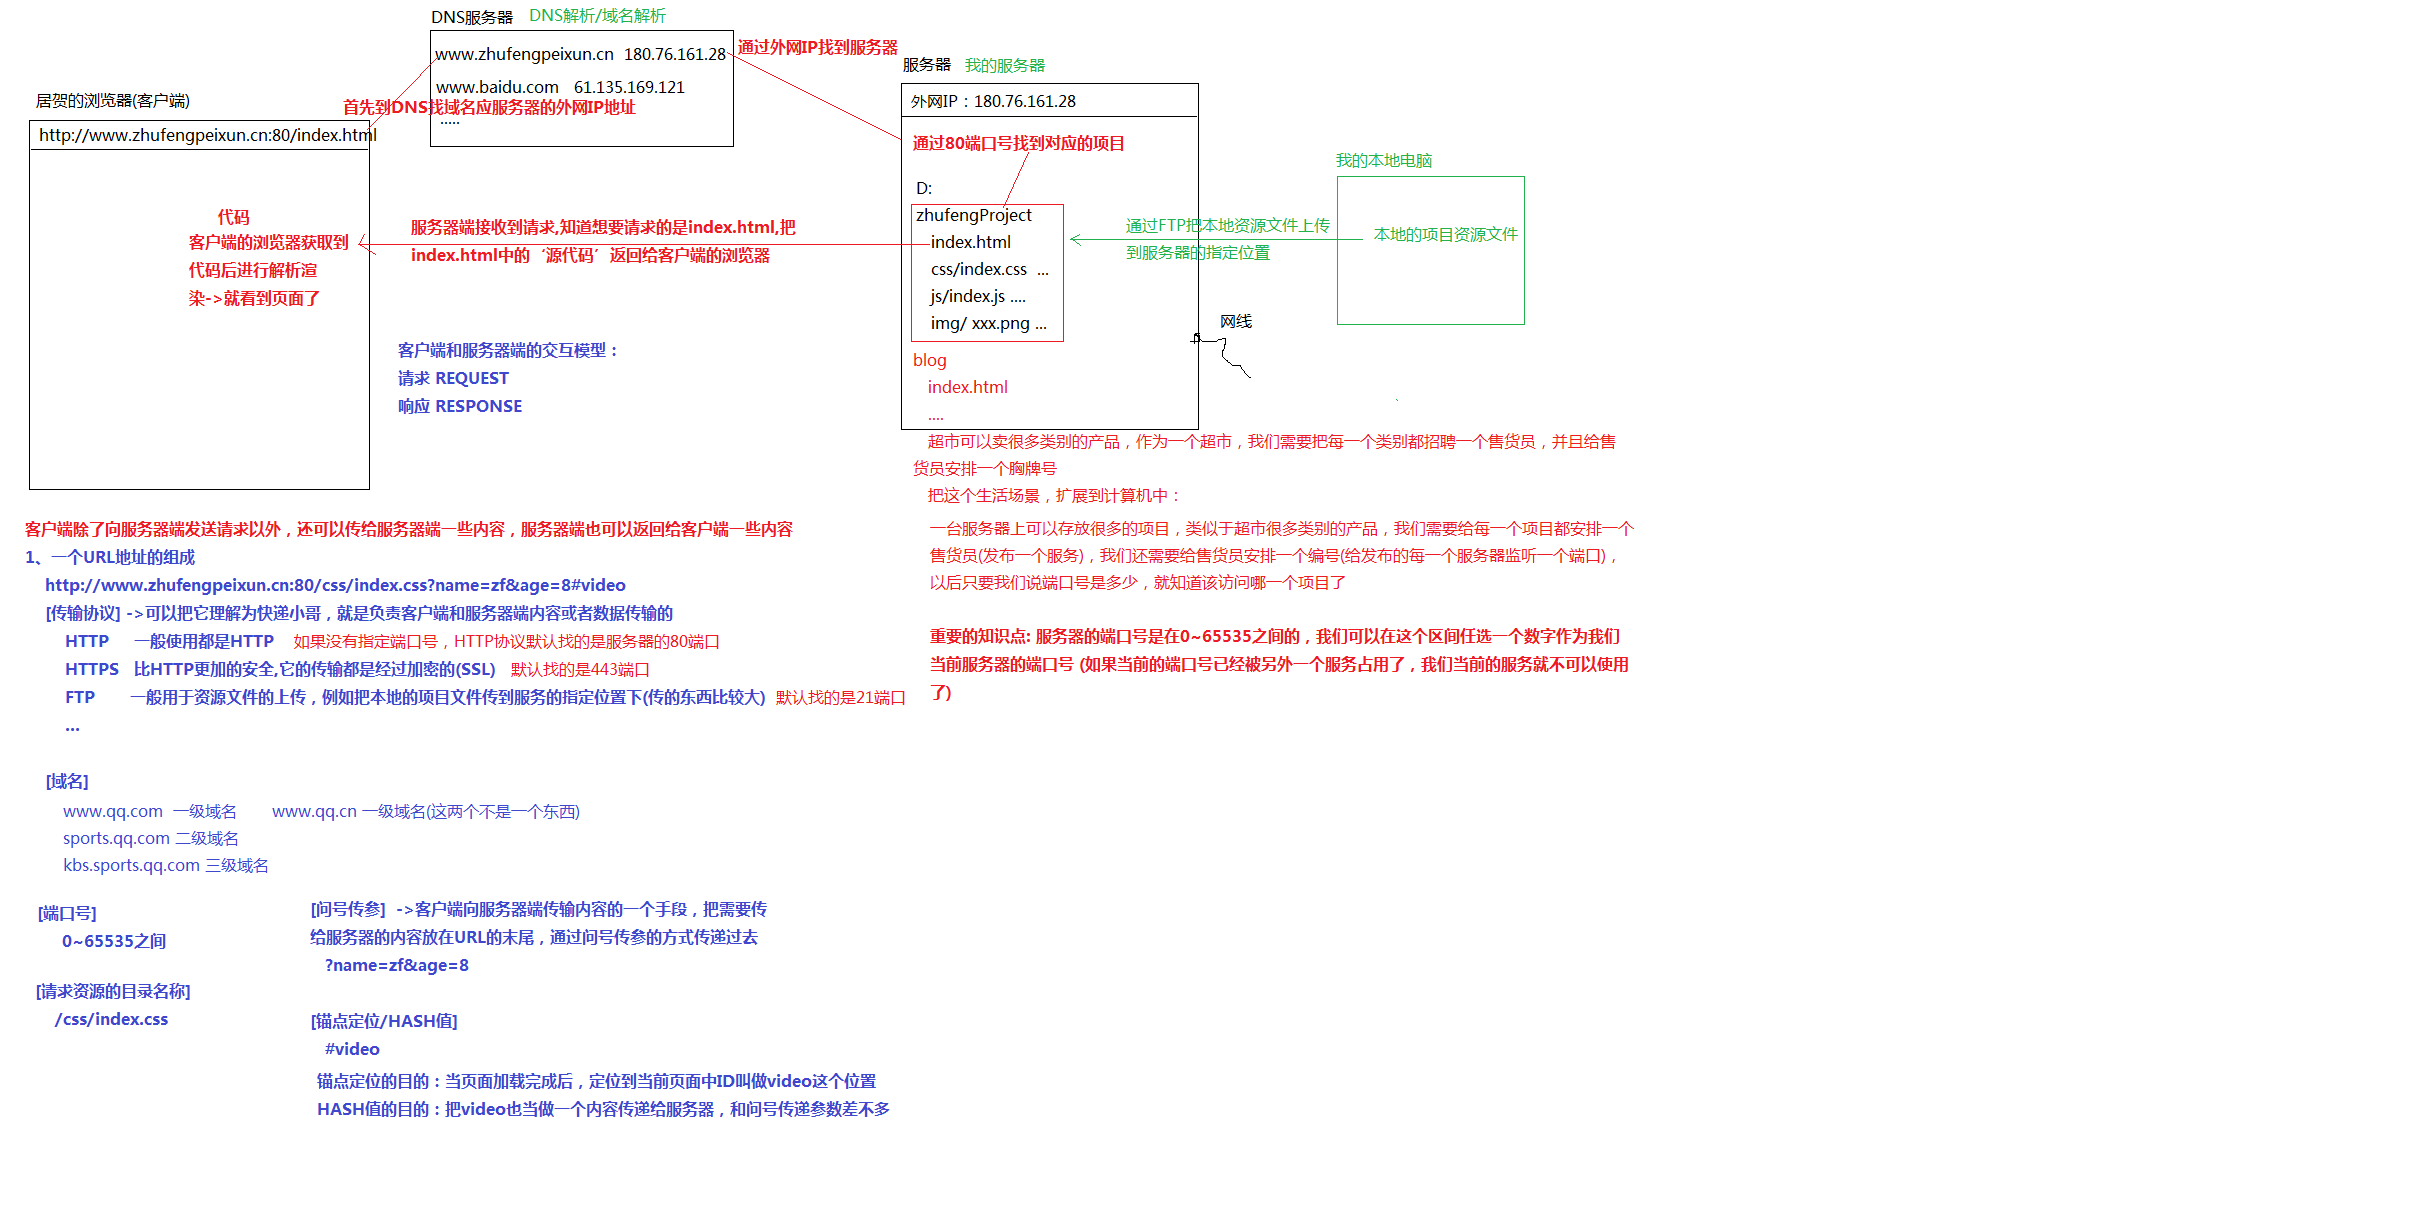 DNS服务器 DNS解析/域名解析
www.zhufengpeixun.cn 180.76.161.28
www.baidu.com 61.135.169.121
.....
通过外网IP找到服务器
首先到DNS找域名应服务器的外网IP地址
居贺的浏览器(客户端)
http://www.zhufengpeixun.cn:80/index.html
代码
客户端的浏览器获取到
代码后进行解析渲
染->就看到页面了
服务器端接收到请求,知道想要请求的是index.html,把
index.html中的‘源代码’返回给客户端的浏览器
客户端和服务器端的交互模型：
请求 REQUEST
响应 RESPONSE
服务器 我的服务器
外网IP：180.76.161.28
通过80端口号找到对应的项目
D:
zhufengProject
index.html
css/index.css ...
js/index.js ....
img/ xxx.png ...
blog
index.html
....
通过FTP把本地资源文件上传
到服务器的指定位置
我的本地电脑
本地的项目资源文件
网线
超市可以卖很多类别的产品，作为一个超市，我们需要把每一个类别都招聘一个售货员，并且给售
货员安排一个胸牌号
把这个生活场景，扩展到计算机中：
一台服务器上可以存放很多的项目，类似于超市很多类别的产品，我们需要给每一个项目都安排一个
售货员(发布一个服务)，我们还需要给售货员安排一个编号(给发布的每一个服务器监听一个端口)，
以后只要我们说端口号是多少，就知道该访问哪一个项目了
重要的知识点: 服务器的端口号是在0~65535之间的，我们可以在这个区间任选一个数字作为我们
当前服务器的端口号 (如果当前的端口号已经被另外一个服务占用了，我们当前的服务就不可以使用
了)
客户端除了向服务器端发送请求以外，还可以传给服务器端一些内容，服务器端也可以返回给客户端一些内容
1、一个URL地址的组成
http://www.zhufengpeixun.cn:80/css/index.css?name=zf&age=8#video
[传输协议] ->可以把它理解为快递小哥，就是负责客户端和服务器端内容或者数据传输的
HTTP 一般使用都是HTTP 如果没有指定端口号，HTTP协议默认找的是服务器的80端口
HTTPS 比HTTP更加的安全,它的传输都是经过加密的(SSL) 默认找的是443端口
FTP 一般用于资源文件的上传，例如把本地的项目文件传到服务的指定位置下(传的东西比较大) 默认找的是21端口
...
[域名]
www.qq.com 一级域名 www.qq.cn 一级域名(这两个不是一个东西)
sports.qq.com 二级域名
kbs.sports.qq.com 三级域名
[端口号]
0~65535之间
[请求资源的目录名称]
/css/index.css
[问号传参] ->客户端向服务器端传输内容的一个手段，把需要传
给服务器的内容放在URL的末尾，通过问号传参的方式传递过去
?name=zf&age=8
[锚点定位/HASH值]
#video
锚点定位的目的：当页面加载完成后，定位到当前页面中ID叫做video这个位置
HASH值的目的：把video也当做一个内容传递给服务器，和问号传递参数差不多